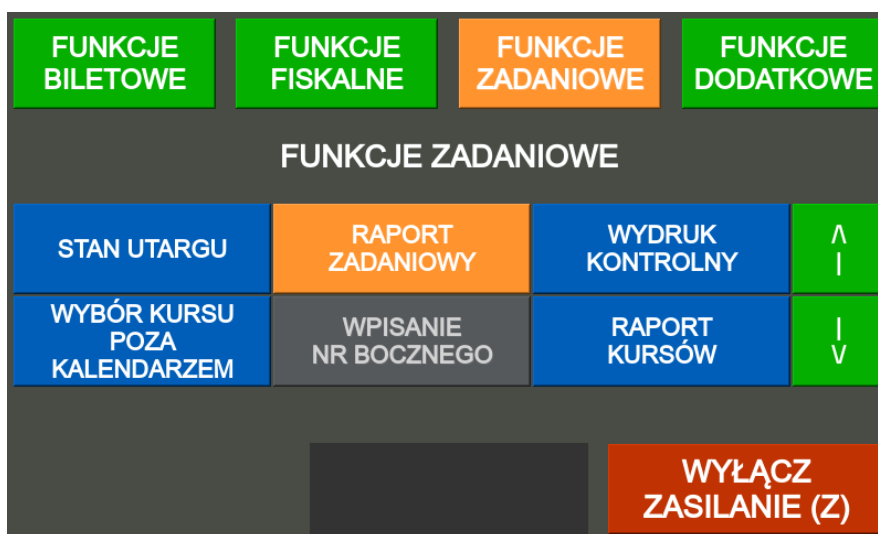 FUNKCJE BILETOWE
FUNKCJE FISKALNE
FUNKCJE ZADANIOWE
FUNKCJE DODATKOWE
FUNKCJE ZADANIOWE
STAN UTARGU
RAPORT ZADANIOWY
WYDRUK KONTROLNY
WYBÓR KURSU POZA KALENDARZEM
WPISANIE NR BOCZNEGO
RAPORT KURSÓW
WYŁĄCZ ZASILANIE (Z)